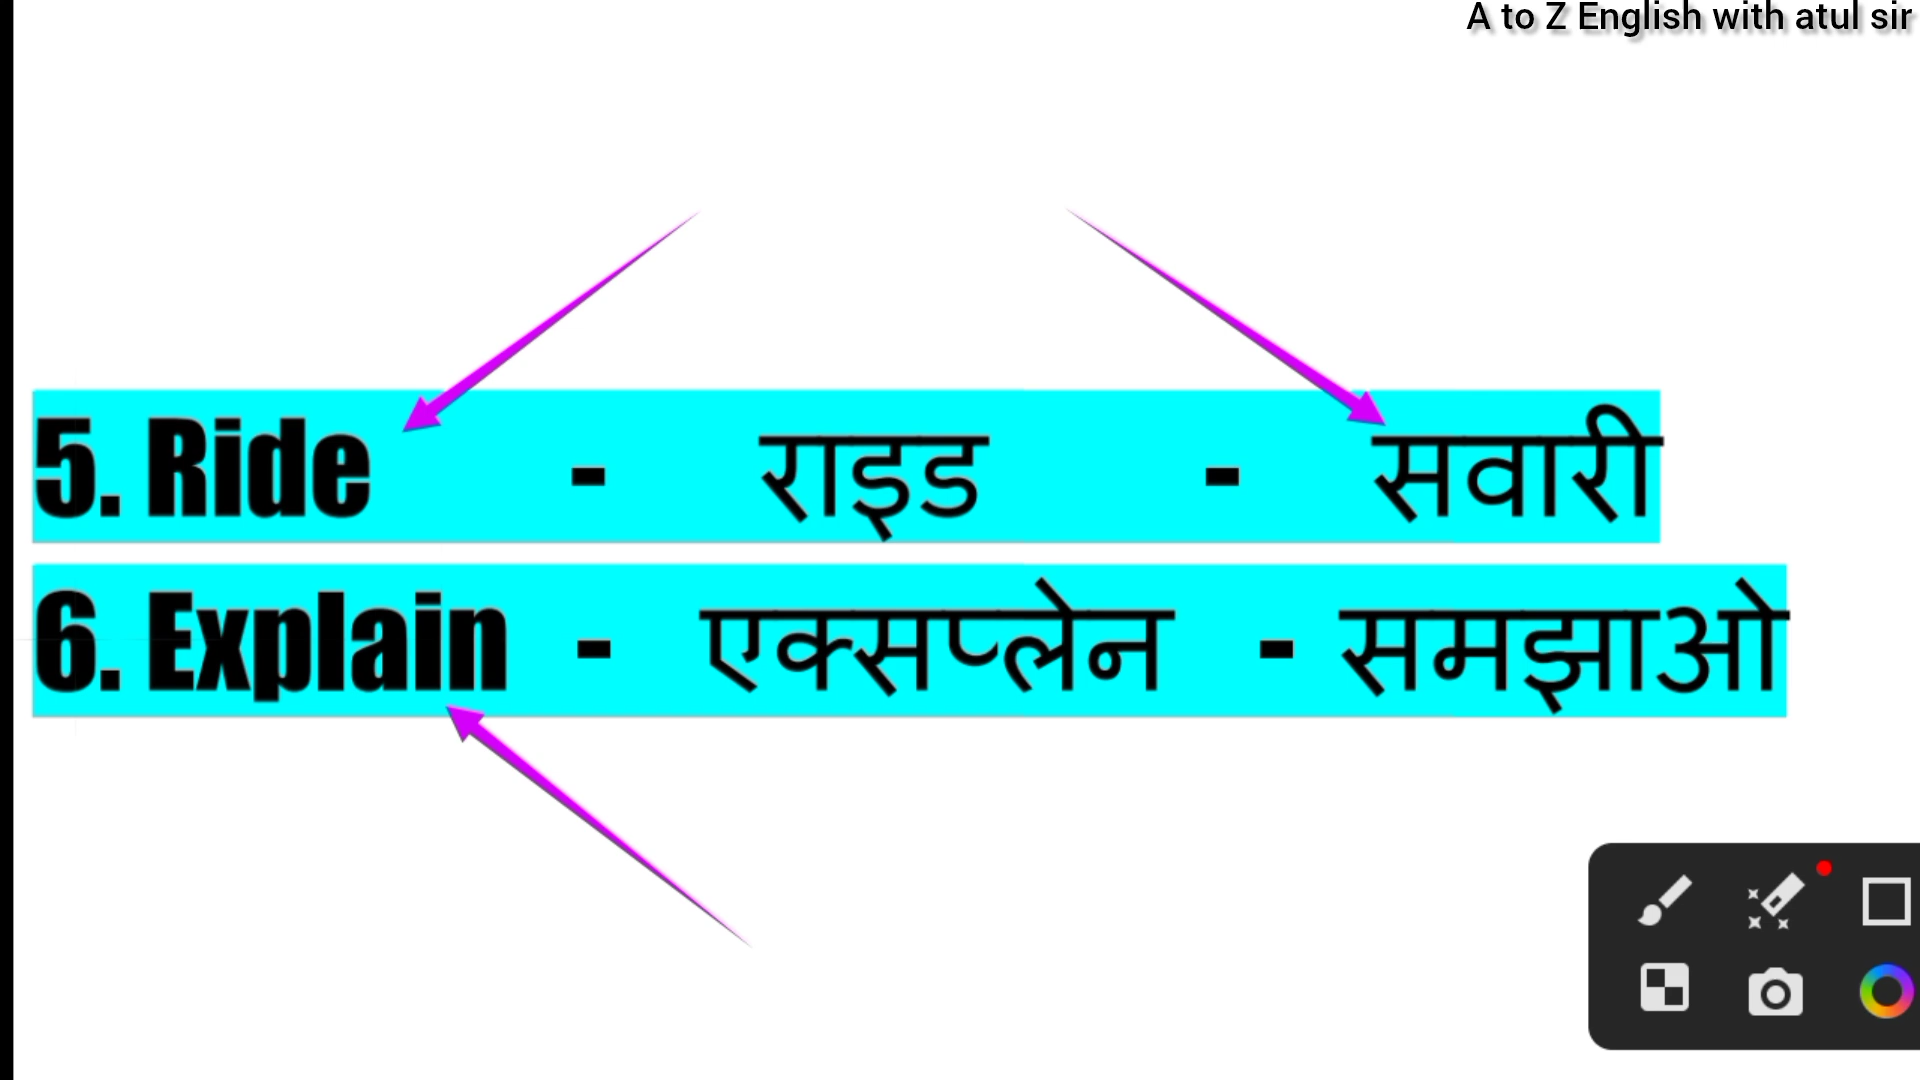 A to Z English with atul sir
5. Ride - राइड - सवारी
6. Explain - एक्सप्लेन - समझाओ